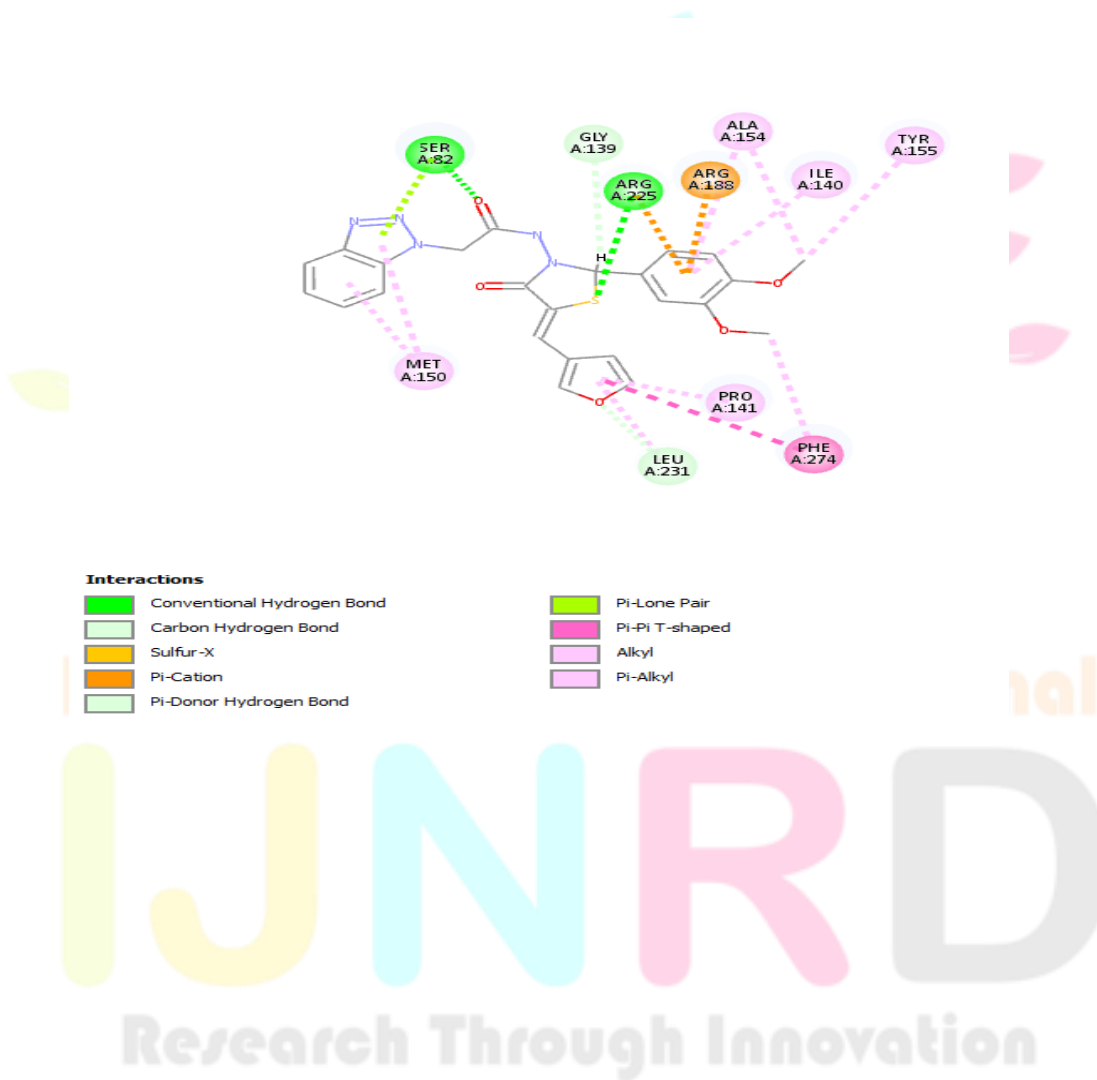 SER
A:82
GLY
A:139
ALA
A:154
TYR
A:155
ARG
A:225
ARG
A:188
ILE
A:140
O
N
N
N
N
N
H
O
S
O
O
O
MET
A:150
PRO
A:141
LEU
A:231
PHE
A:274
Interactions
Conventional Hydrogen Bond
Carbon Hydrogen Bond
Sulfur-X
Pi-Cation
Pi-Donor Hydrogen Bond
Pi-Lone Pair
Pi-Pi T-shaped
Alkyl
Pi-Alkyl
IJNRD
Research Through Innovation